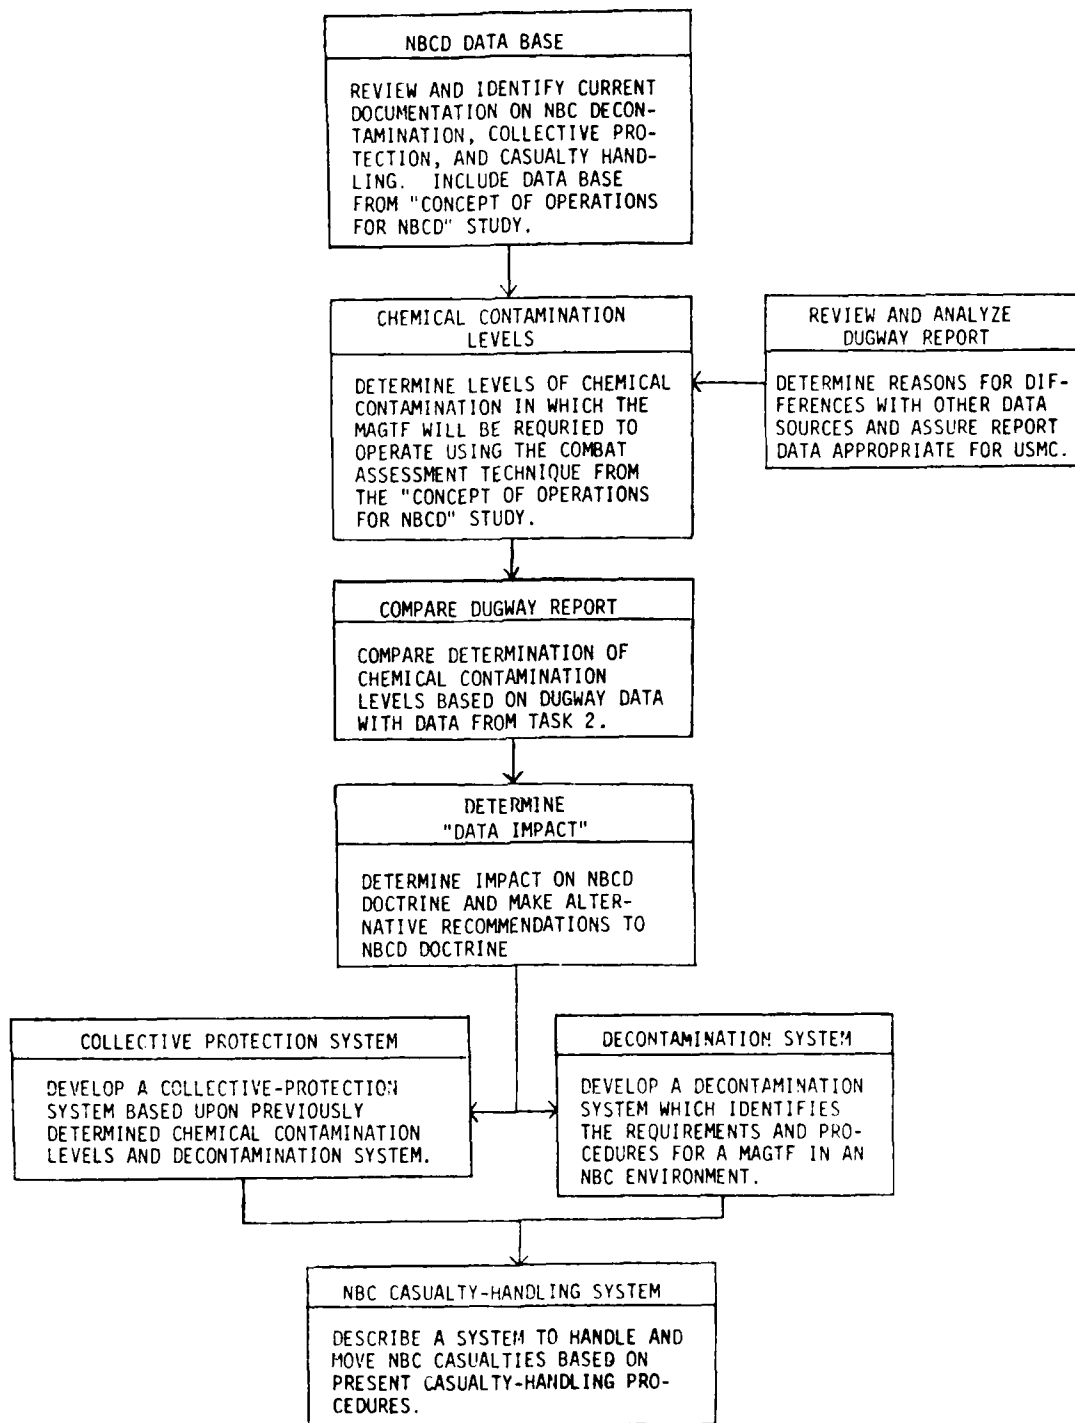 NBCD DATA BASE
REVIEW AND IDENTIFY CURRENT
DOCUMENTATION ON NBC DECON-
TAMINATION, COLLECTIVE PRO-
TECTION, AND CASUALTY HAND-
LING. INCLUDE DATA BASE
FROM "CONCEPT OF OPERATIONS
FOR NBCD" STUDY.
CHEMICAL CONTAMINATION
LEVELS
DETERMINE LEVELS OF CHEMICAL
CONTAMINATION IN WHICH THE
MAGTF WILL BE REQURIED TO
OPERATE USING THE COMBAT
ASSESSMENT TECHNIQUE FROM
THE "CONCEPT OF OPERATIONS
FOR NBCD" STUDY.
REVIEW AND ANALYZE
DUGWAY REPORT
DETERMINE REASONS FOR DIF-
FERENCES WITH OTHER DATA
SOURCES AND ASSURE REPORT
DATA APPROPRIATE FOR USMC.
COMPARE DUGWAY REPORT
COMPARE DETERMINATION OF
CHEMICAL CONTAMINATION
LEVELS BASED ON DUGWAY DATA
WITH DATA FROM TASK 2.
DETERMINE
"DATA IMPACT"
DETERMINE IMPACT ON NBCD
DOCTRINE AND MAKE ALTER-
NATIVE RECOMMENDATIONS TO
NBCD DOCTRINE
COLLECTIVE PROTECTION SYSTEM
DEVELOP A COLLECTIVE-PROTECTION
SYSTEM BASED UPON PREVIOUSLY
DETERMINED CHEMICAL CONTAMINATION
LEVELS AND DECONTAMINATION SYSTEM.
DECONTAMINATION SYSTEM
DEVELOP A DECONTAMINATION
SYSTEM WHICH IDENTIFIES
THE REQUIREMENTS AND PRO-
CEDURES FOR A MAGTF IN AN
NBC ENVIRONMENT.
NBC CASUALTY-HANDLING SYSTEM
DESCRIBE A SYSTEM TO HANDLE AND
MOVE NBC CASUALTIES BASED ON
PRESENT CASUALTY-HANDLING PRO-
CEDURES.